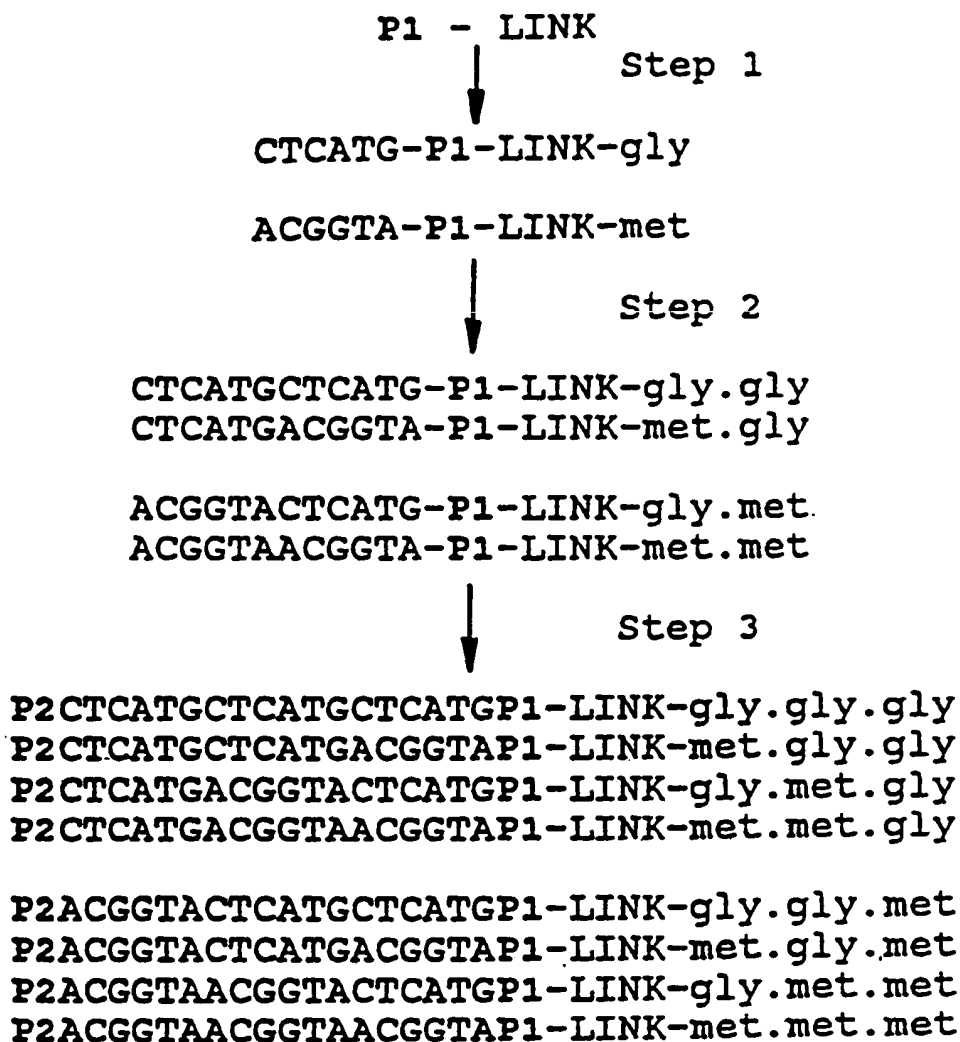 P1 - LINK
Step 1
CTCATG-P1-LINK-gly
ACGGTA-P1-LINK-met
Step 2
CTCATGCTCATG-P1-LINK-gly.gly
CTCATGACGGTA-P1-LINK-met.gly
ACGGTACTCATG-P1-LINK-gly.met
ACGGTAACGGTA-P1-LINK-met.met
Step 3
P2CTCATGCTCATGCTCATGP1-LINK-gly.gly.gly
P2CTCATGCTCATGACGGTAP1-LINK-met.gly.gly
P2CTCATGACGGTACTCATGP1-LINK-gly.met.gly
P2CTCATGACGGTAACGGTAP1-LINK-met.met.gly
P2ACGGTACTCATGCTCATGP1-LINK-gly.gly.met
P2ACGGTACTCATGACGGTAP1-LINK-met.gly.met
P2ACGGTAACGGTACTCATGP1-LINK-gly.met.met
P2ACGGTAACGGTAACGGTAP1-LINK-met.met.met